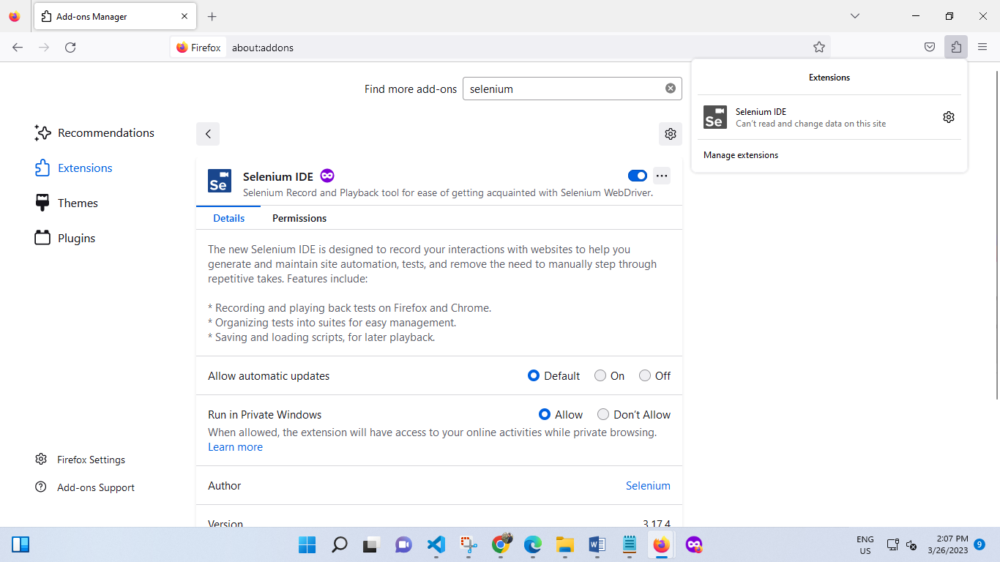 Add-ons Manager
Firefox about:addons
Extensions
Selenium IDE
Can't read and change data on this site
Manage extensions
Find more add-ons selenium
Recommendations
Extensions
Themes
Plugins
Firefox Settings
Add-ons Support
Se Selenium IDE
Selenium Record and Playback tool for ease of getting acquainted with Selenium WebDriver.
Details Permissions
The new Selenium IDE is designed to record your interactions with websites to help you
generate and maintain site automation, tests, and remove the need to manually step through
repetitive takes. Features include:
* Recording and playing back tests on Firefox and Chrome.
* Organizing tests into suites for easy management.
* Saving and loading scripts, for later playback.
Allow automatic updates Default On Off
Run in Private Windows Allow Don't Allow
When allowed, the extension will have access to your online activities while private browsing.
Learn more
Author Selenium
Version 3.17.4
ENG
US
2:07 PM
3/26/2023
9